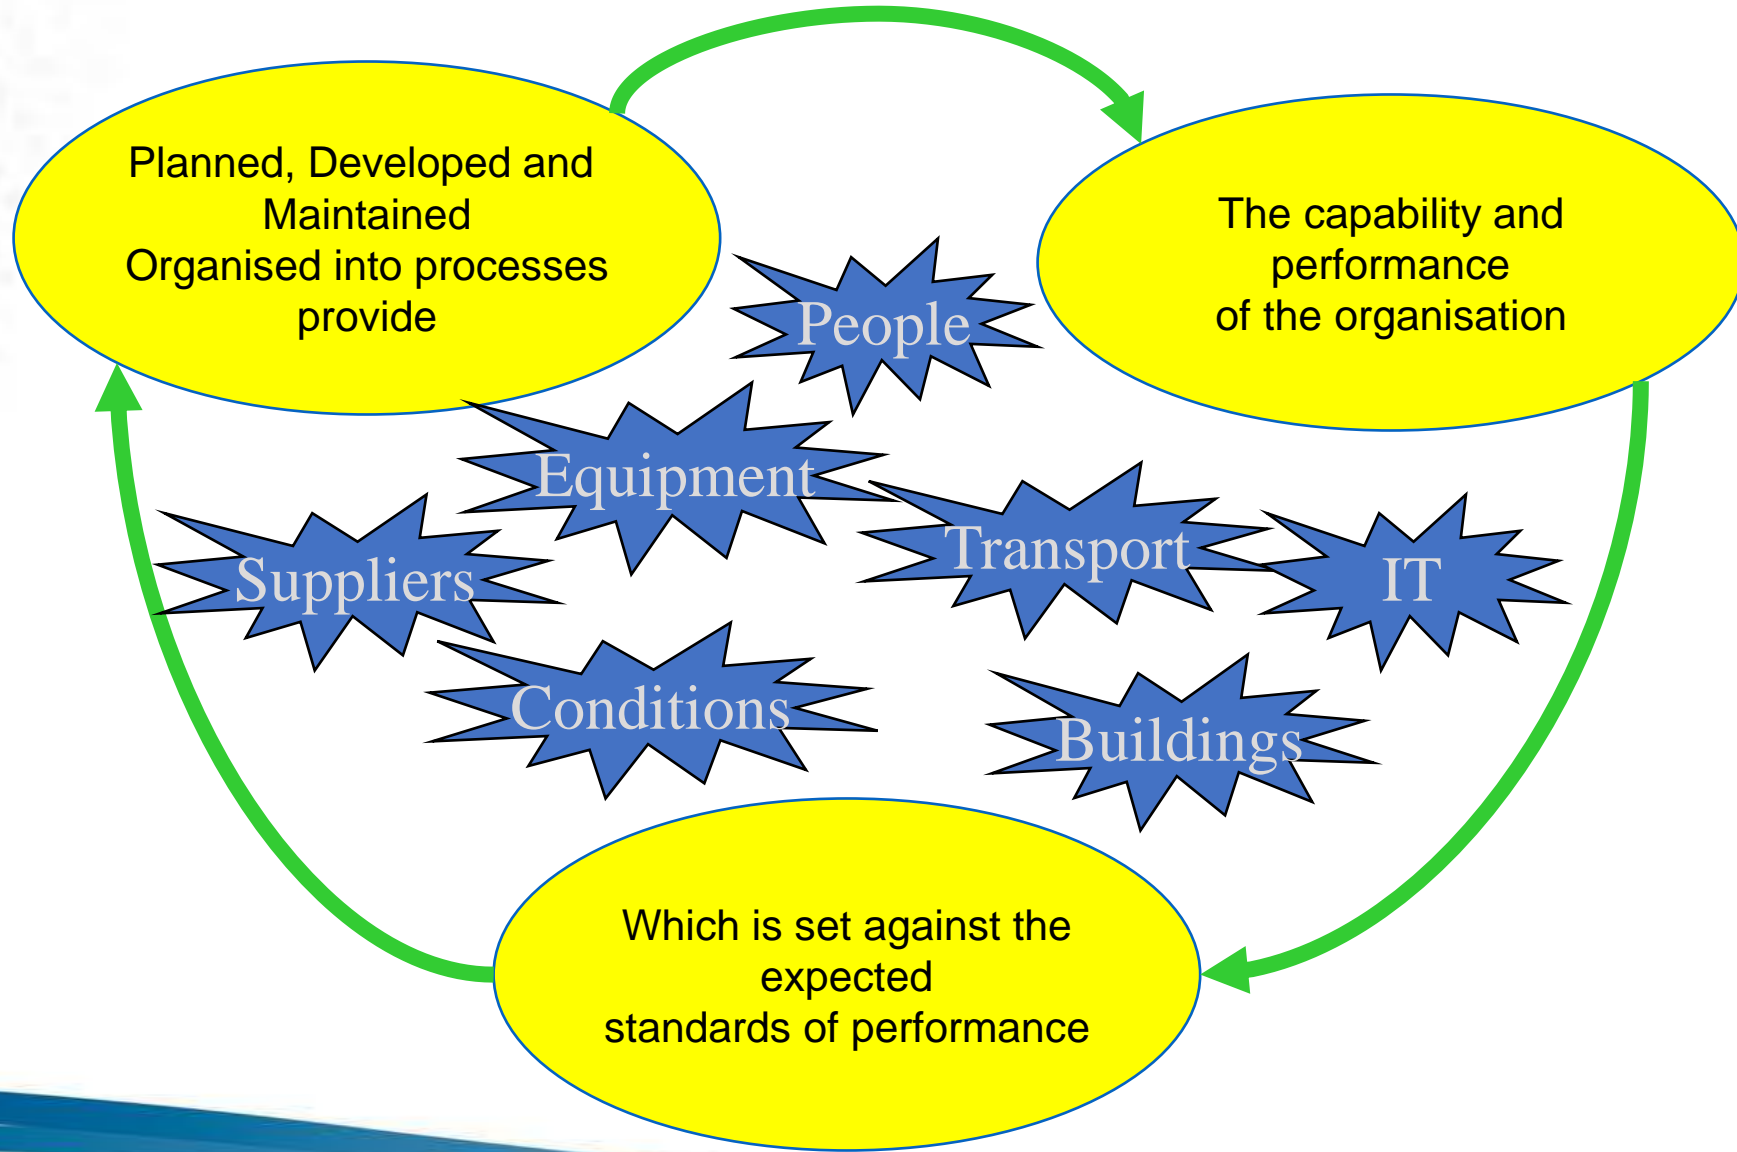 Planned, Developed and
Maintained
Organised into processes
provide
The capability and
performance
of the organisation
People
Equipment
Transport
IT
Suppliers
Conditions
Buildings
Which is set against the
expected
standards of performance